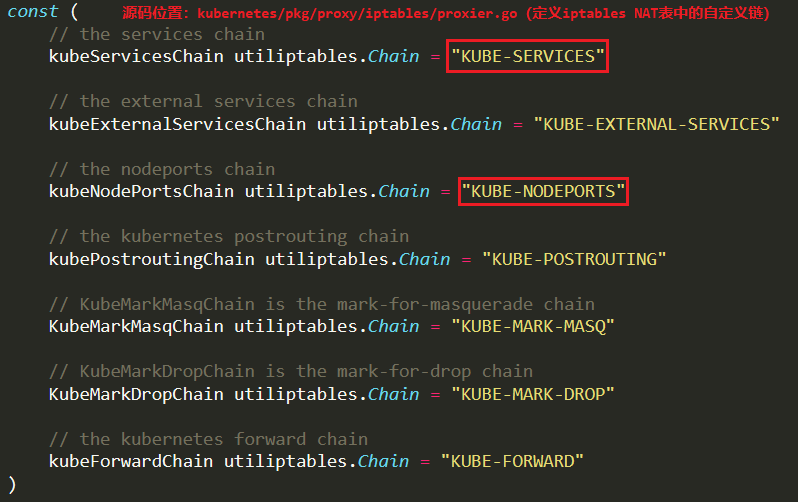 const (  源码位置：kubernetes/pkg/proxy/iptables/proxier.go (定义iptables NAT表中的自定义链)
    // the services chain
    kubeServicesChain utiliptables.Chain = "KUBE-SERVICES"
    // the external services chain
    kubeExternalServicesChain utiliptables.Chain = "KUBE-EXTERNAL-SERVICES"
    // the nodeports chain
    kubeNodePortsChain utiliptables.Chain = "KUBE-NODEPORTS"
    // the kubernetes postrouting chain
    kubePostroutingChain utiliptables.Chain = "KUBE-POSTROUTING"
    // KubeMarkMasqChain is the mark-for-masquerade chain
    KubeMarkMasqChain utiliptables.Chain = "KUBE-MARK-MASQ"
    // KubeMarkDropChain is the mark-for-drop chain
    KubeMarkDropChain utiliptables.Chain = "KUBE-MARK-DROP"
    // the kubernetes forward chain
    kubeForwardChain utiliptables.Chain = "KUBE-FORWARD"
)